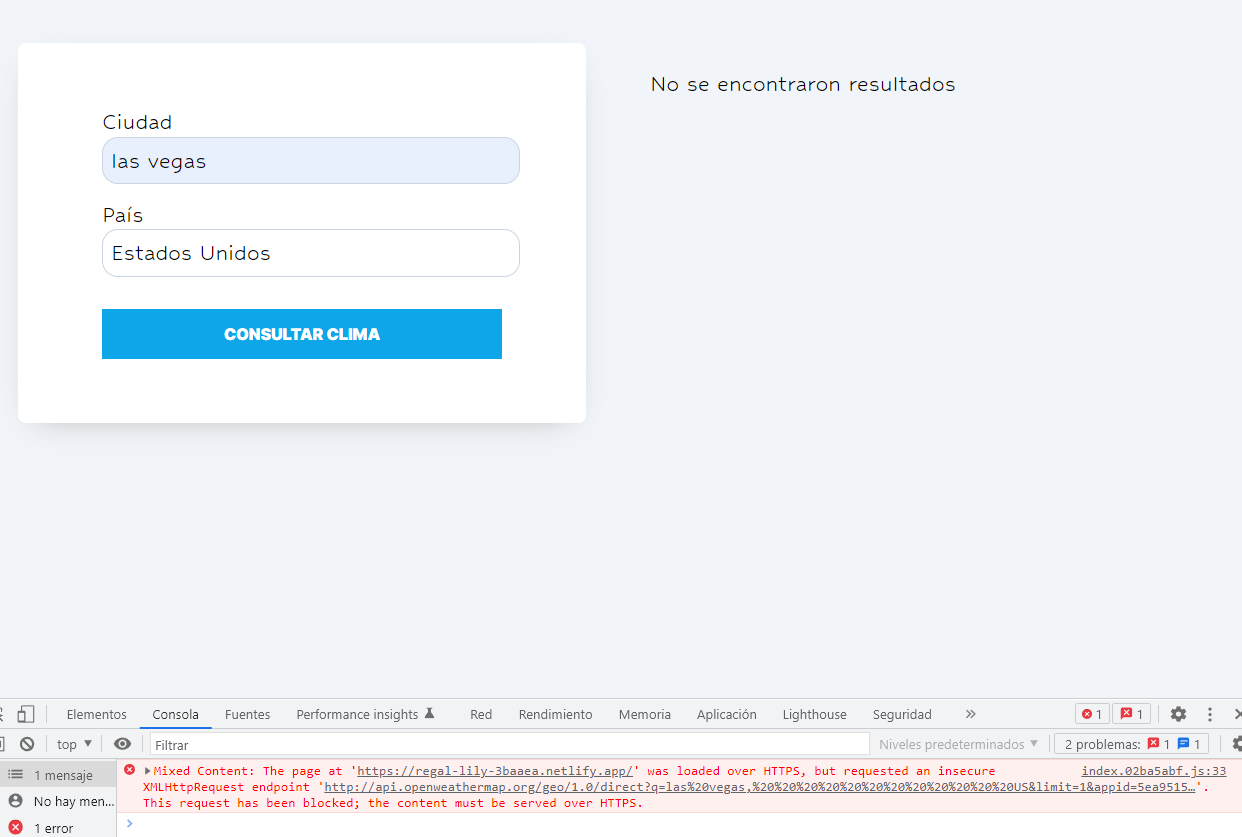 Ciudad
las vegas
País
Estados Unidos
CONSULTAR CLIMA
No se encontraron resultados
Elementos Consola Fuentes Performance insights Red Rendimiento Memoria Aplicación Lighthouse Seguridad » 1 1
top Filtrar Niveles predeterminados 2 problemas: 1 1
1 mensaje
No hay men...
1 error
Mixed Content: The page at 'https://regal-lily-3baaea.netlify.app/' was loaded over HTTPS, but requested an insecure index.02ba5abf.js:33
XMLHttpRequest endpoint 'http://api.openweathermap.org/geo/1.0/direct?q=las%20vegas,%20%20%20%20%20%20%20%20%20%20%20%20US&limit=1&appid=5ea9515…'.
This request has been blocked; the content must be served over HTTPS.